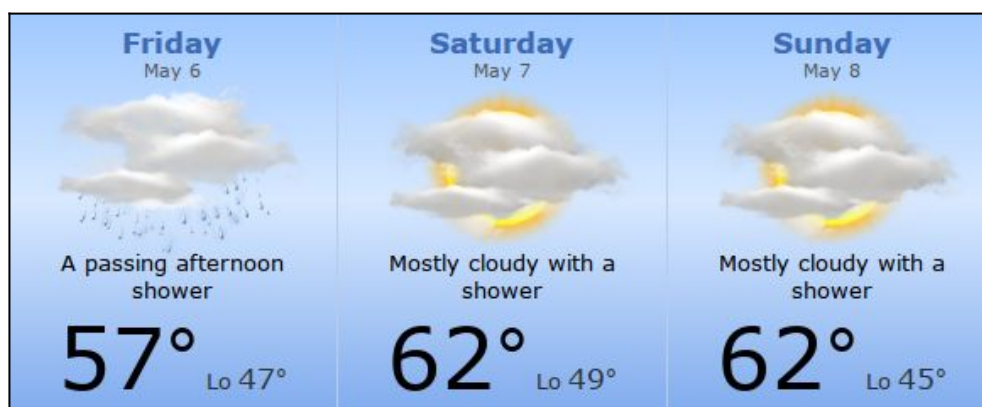 Friday
May 6
A passing afternoon
shower
57° Lo 47°
Saturday
May 7
Mostly cloudy with a
shower
62° Lo 49°
Sunday
May 8
Mostly cloudy with a
shower
62° Lo 45°